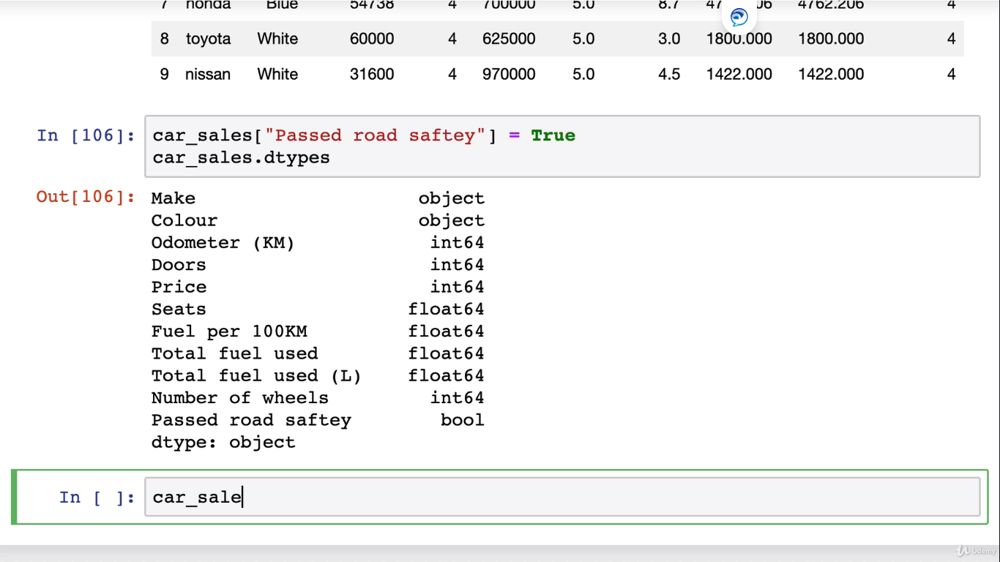 7 honda Blue 54738 4 700000 5.0 8.7 4762.206 4
8 toyota White 60000 4 625000 5.0 3.0 1800.000 1800.000 4
9 nissan White 31600 4 970000 5.0 4.5 1422.000 1422.000 4
In [106]: car_sales["Passed road saftey"] = True
car_sales.dtypes
Out[106]: Make object
Colour object
Odometer (KM) int64
Doors int64
Price int64
Seats float64
Fuel per 100KM float64
Total fuel used float64
Total fuel used (L) float64
Number of wheels int64
Passed road saftey bool
dtype: object
In [ ]: car_sale
Udemy